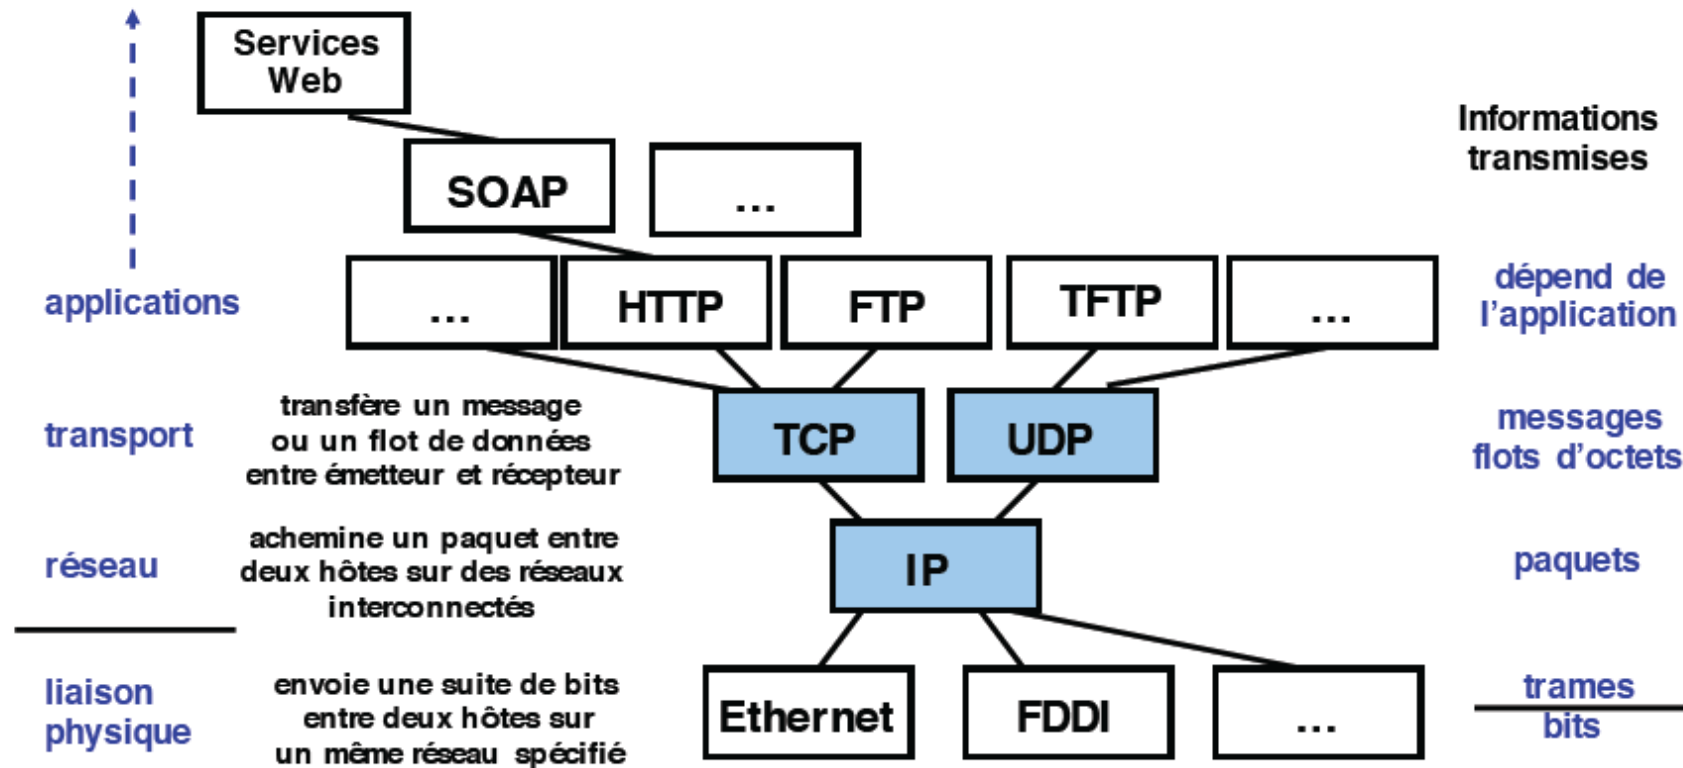 Services
Web
Informations
transmises
SOAP
...
applications
...
HTTP
FTP
TFTP
...
dépend de
l'application
transport
transfère un message
ou un flot de données
entre émetteur et récepteur
TCP
UDP
messages
flots d'octets
réseau
achemine un paquet entre
deux hôtes sur des réseaux
interconnectés
IP
paquets
liaison
physique
envoie une suite de bits
entre deux hôtes sur
un même réseau spécifié
Ethernet
FDDI
...
trames
bits